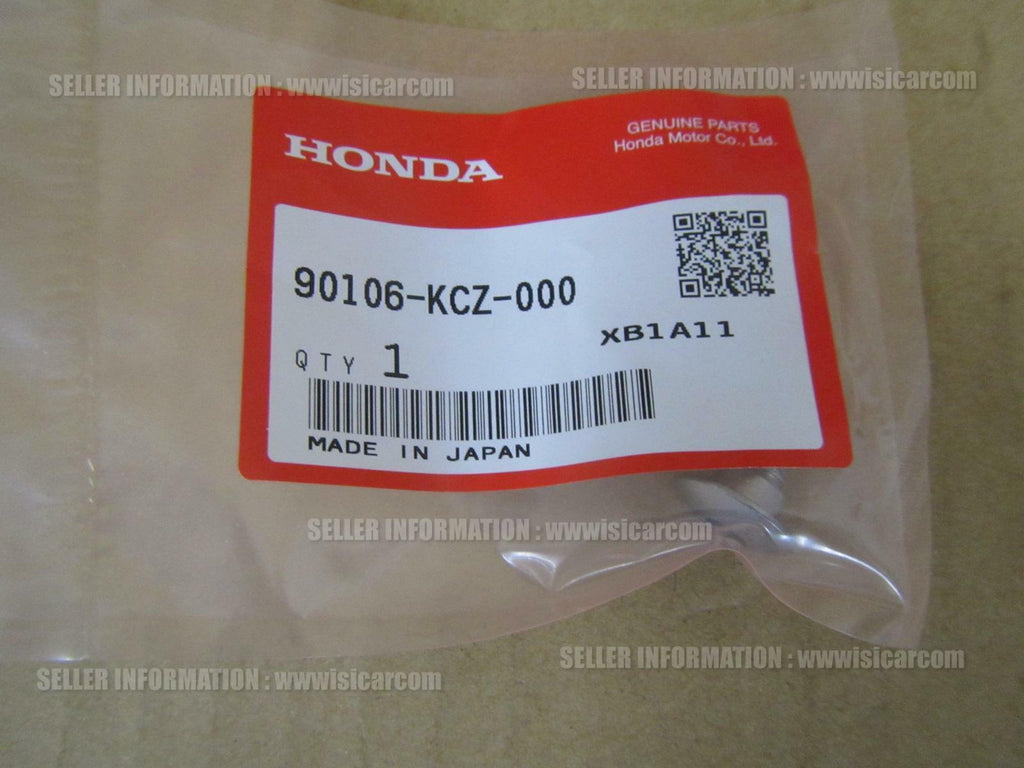 SELLER INFORMATION : wwwisicarcom
SELLER INFORMATION : wwwisicarcom
HONDA
GENUINE PARTS
Honda Motor Co., Ltd.
90106-KCZ-000
XB1A11
QTY 1
MADE IN JAPAN
SELLER INFORMATION : wwwisicarcom
SELLER INFORMATION : wwwisicarcom
SELLER INFORMATION : wwwisicarcom